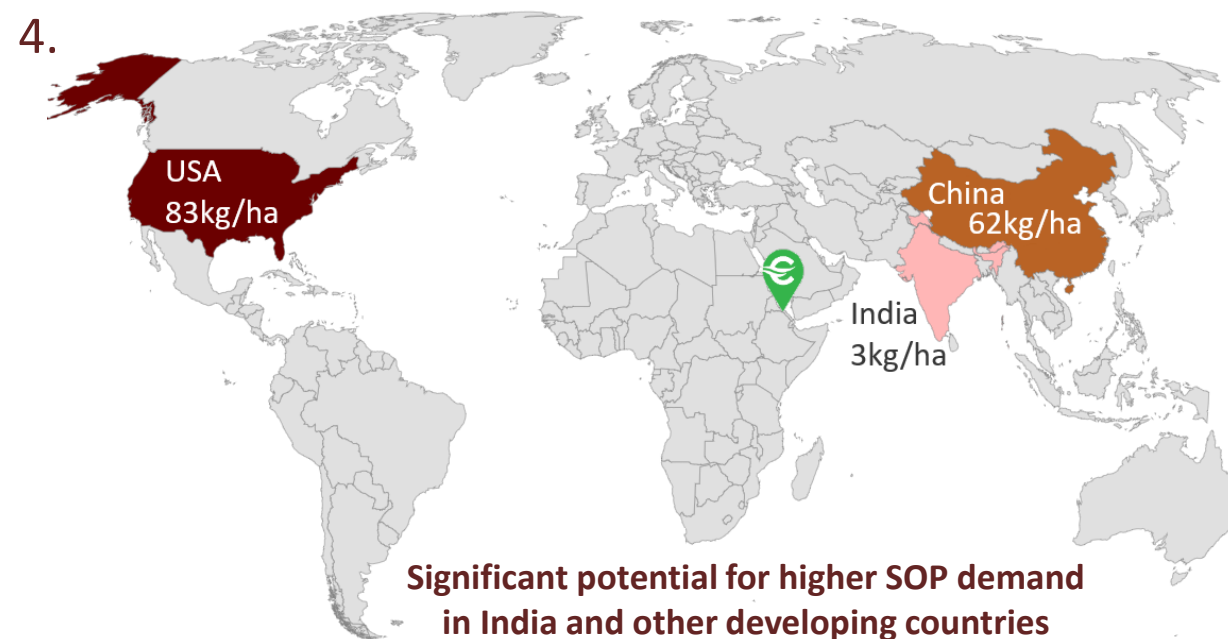 4.
USA
83kg/ha
China
62kg/ha
India
3kg/ha
Significant potential for higher SOP demand
in India and other developing countries